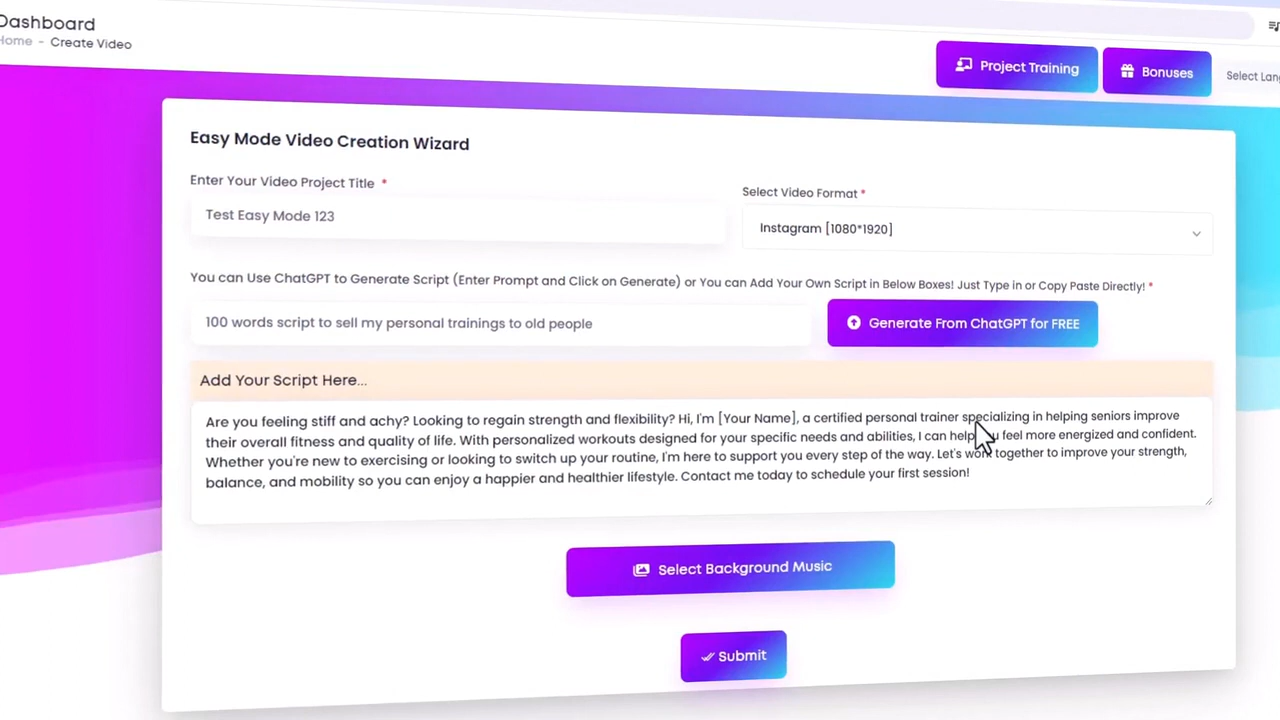 Dashboard
Home - Create Video
Project Training
Bonuses
Select
Easy Mode Video Creation Wizard
Enter Your Video Project Title *
Select Video Format *
Test Easy Mode 123
Instagram [1080*1920]
You can Use ChatGPT to Generate Script (Enter Prompt and Click on Generate) or You can Add Your Own Script in Below Boxes! Just Type in or Copy Paste Directly! *
100 words script to sell my personal trainings to old people
Generate From ChatGPT for FREE
Add Your Script Here...
Are you feeling stiff and achy? Looking to regain strength and flexibility? Hi, I'm [Your Name], a certified personal trainer specializing in helping seniors improve
their overall fitness and quality of life. With personalized workouts designed for your specific needs and abilities, I can help you feel more energized and confident.
Whether you're new to exercising or looking to switch up your routine, I'm here to support you every step of the way. Let's work together to improve your strength,
balance, and mobility so you can enjoy a happier and healthier lifestyle. Contact me today to schedule your first session!
Select Background Music
Submit